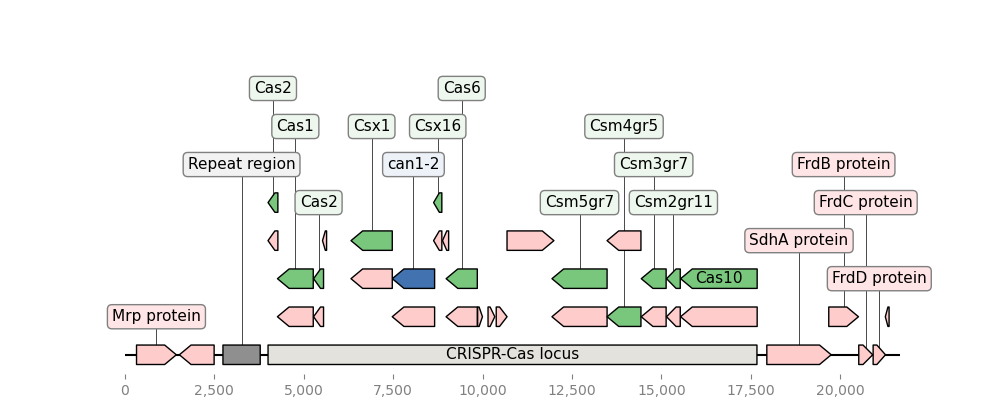 Cas2
Cas6
Cas1
Csx1
Csx16
Csm4gr5
Repeat region
can1-2
Csm3gr7
FrdB protein
Cas2
Csm5gr7
Csm2gr11
FrdC protein
SdhA protein
Cas10
FrdD protein
Mrp protein
CRISPR-Cas locus
0
2,500
5,000
7,500
10,000
12,500
15,000
17,500
20,000